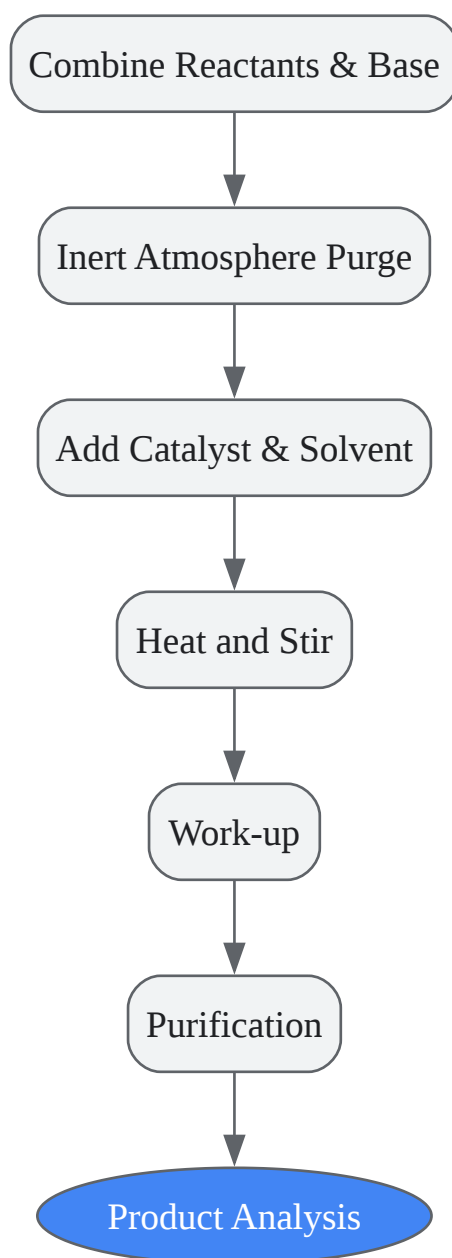 Combine Reactants & Base
Inert Atmosphere Purge
Add Catalyst & Solvent
Heat and Stir
Work-up
Purification
Product Analysis